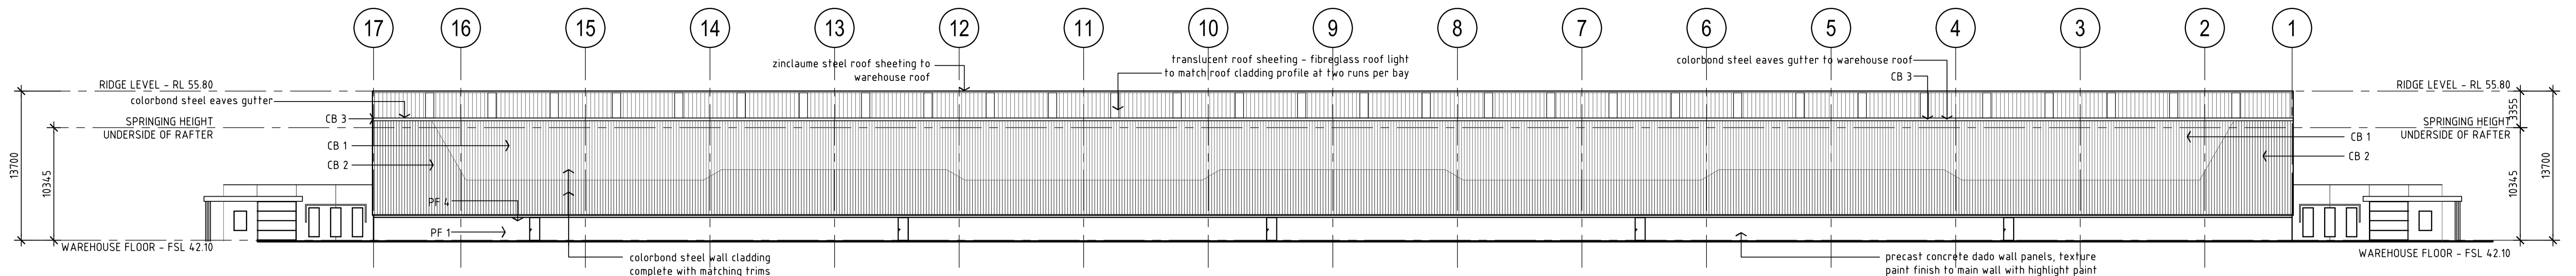 17 16 15 14 13 12 11 10 9 8 7 6 5 4 3 2 1
zinclaume steel roof sheeting to
warehouse roof
translucent roof sheeting - fibreglass roof light
to match roof cladding profile at two runs per bay
colorbond steel eaves gutter to warehouse roof
CB 3
RIDGE LEVEL - RL 55.80
colorbond steel eaves gutter
CB 3
SPRINGING HEIGHT
UNDERSIDE OF RAFTER
CB 1
CB 2
13700
10345
PF 4
PF 1
WAREHOUSE FLOOR - FSL 42.10
colorbond steel wall cladding
complete with matching trims
precast concrete dado wall panels, texture
paint finish to main wall with highlight paint
RIDGE LEVEL - RL 55.80
3355
SPRINGING HEIGHT
UNDERSIDE OF RAFTER
CB 1
CB 2
10345
13700
WAREHOUSE FLOOR - FSL 42.10